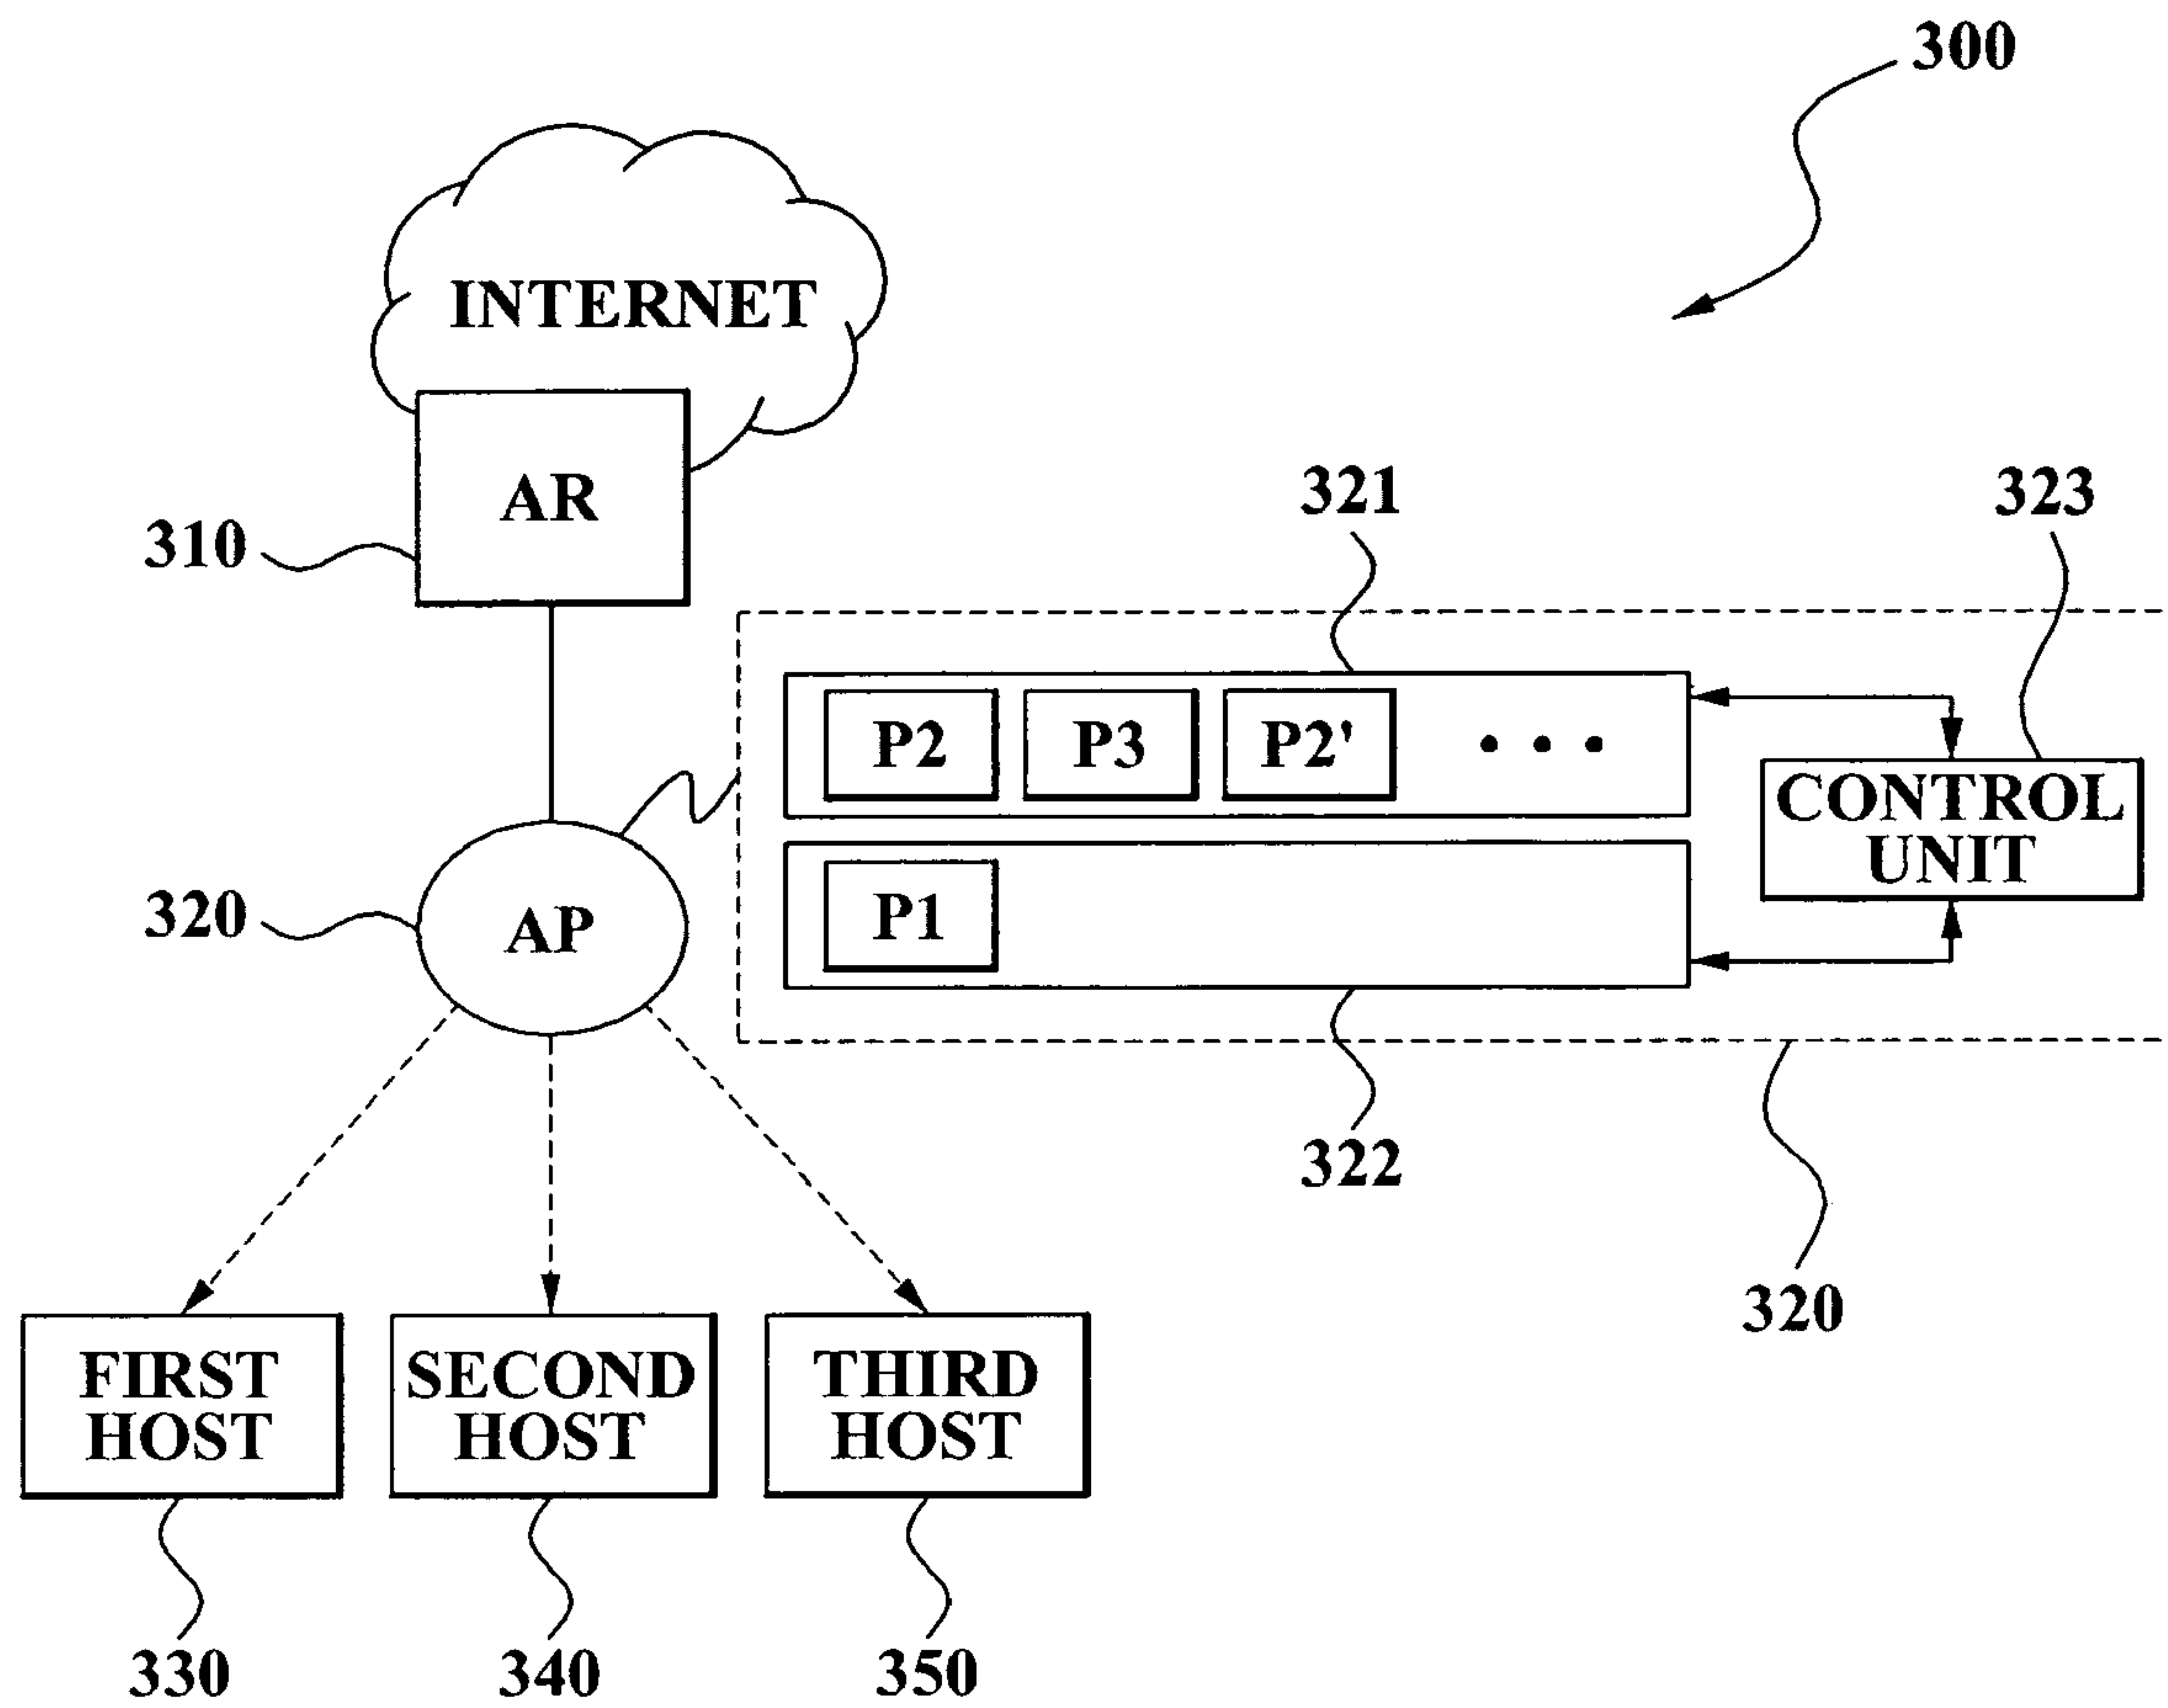 300
INTERNET
AR
310
321
323
P2 P3 P2' • • •
CONTROL
UNIT
320
AP
P1
322
320
FIRST
HOST
SECOND
HOST
THIRD
HOST
330
340
350